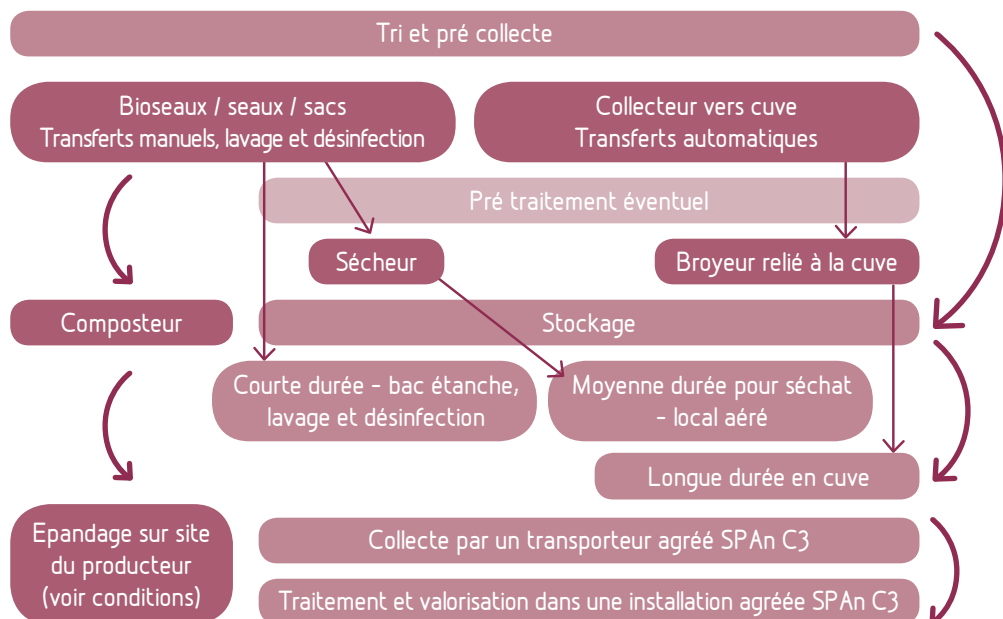 Tri et pré collecte
Bioseaux / seaux / sacs
Transferts manuels, lavage et désinfection
Collecteur vers cuve
Transferts automatiques
Pré traitement éventuel
Sécheur
Broyeur relié à la cuve
Composteur
Stockage
Courte durée - bac étanche,
lavage et désinfection
Moyenne durée pour séchat
- local aéré
Longue durée en cuve
Epandage sur site
du producteur
(voir conditions)
Collecte par un transporteur agréé SPAn C3
Traitement et valorisation dans une installation agréée SPAn C3